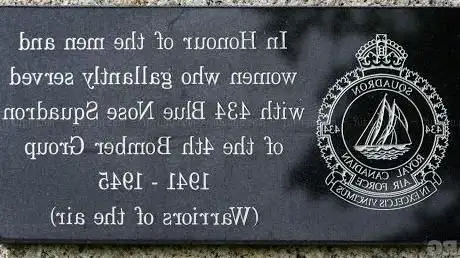 In Honour of the men and
women who gallantly served
with 434 Blue Nose Squadron
of the 4th Bomber Group
1941 - 1945
(Warriors of the air)
SQUADRON
434 434
ROYAL CANADIAN
AIR FORCE
IN EXCELSIS VINCIMUS